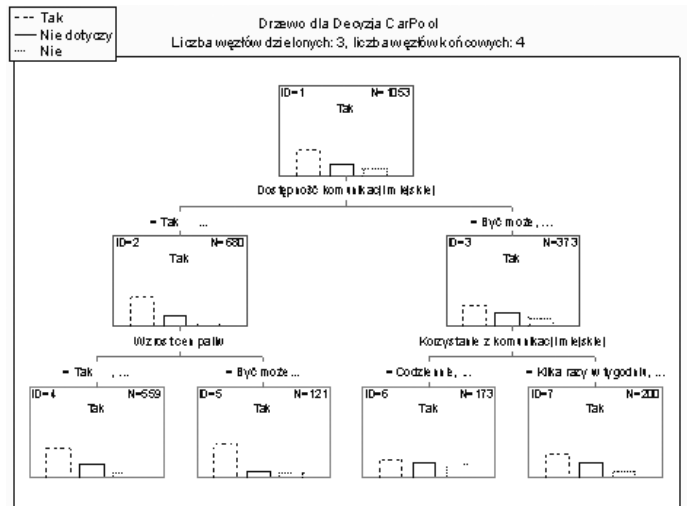 Tak
Nie dotyczy
Nie
Drzewo dla Decyzja CarPool
Liczba węzłów dzielonych: 3, liczba węzłów końcowych: 4
ID=1 N=1053
Tak
Dostępność komunikacji miejskiej
= Tak ...
= Być może, ...
ID=2 N=680
Tak
ID=3 N=373
Tak
Wzrost cen paliw
Korzystanie z komunikacji miejskiej
= Tak , ...
= Być może...
= Codziennie, ...
= Kilka razy w tygodniu, ...
ID=4 N=559
Tak
ID=5 N=121
Tak
ID=6 N=173
Tak
ID=7 N=200
Tak